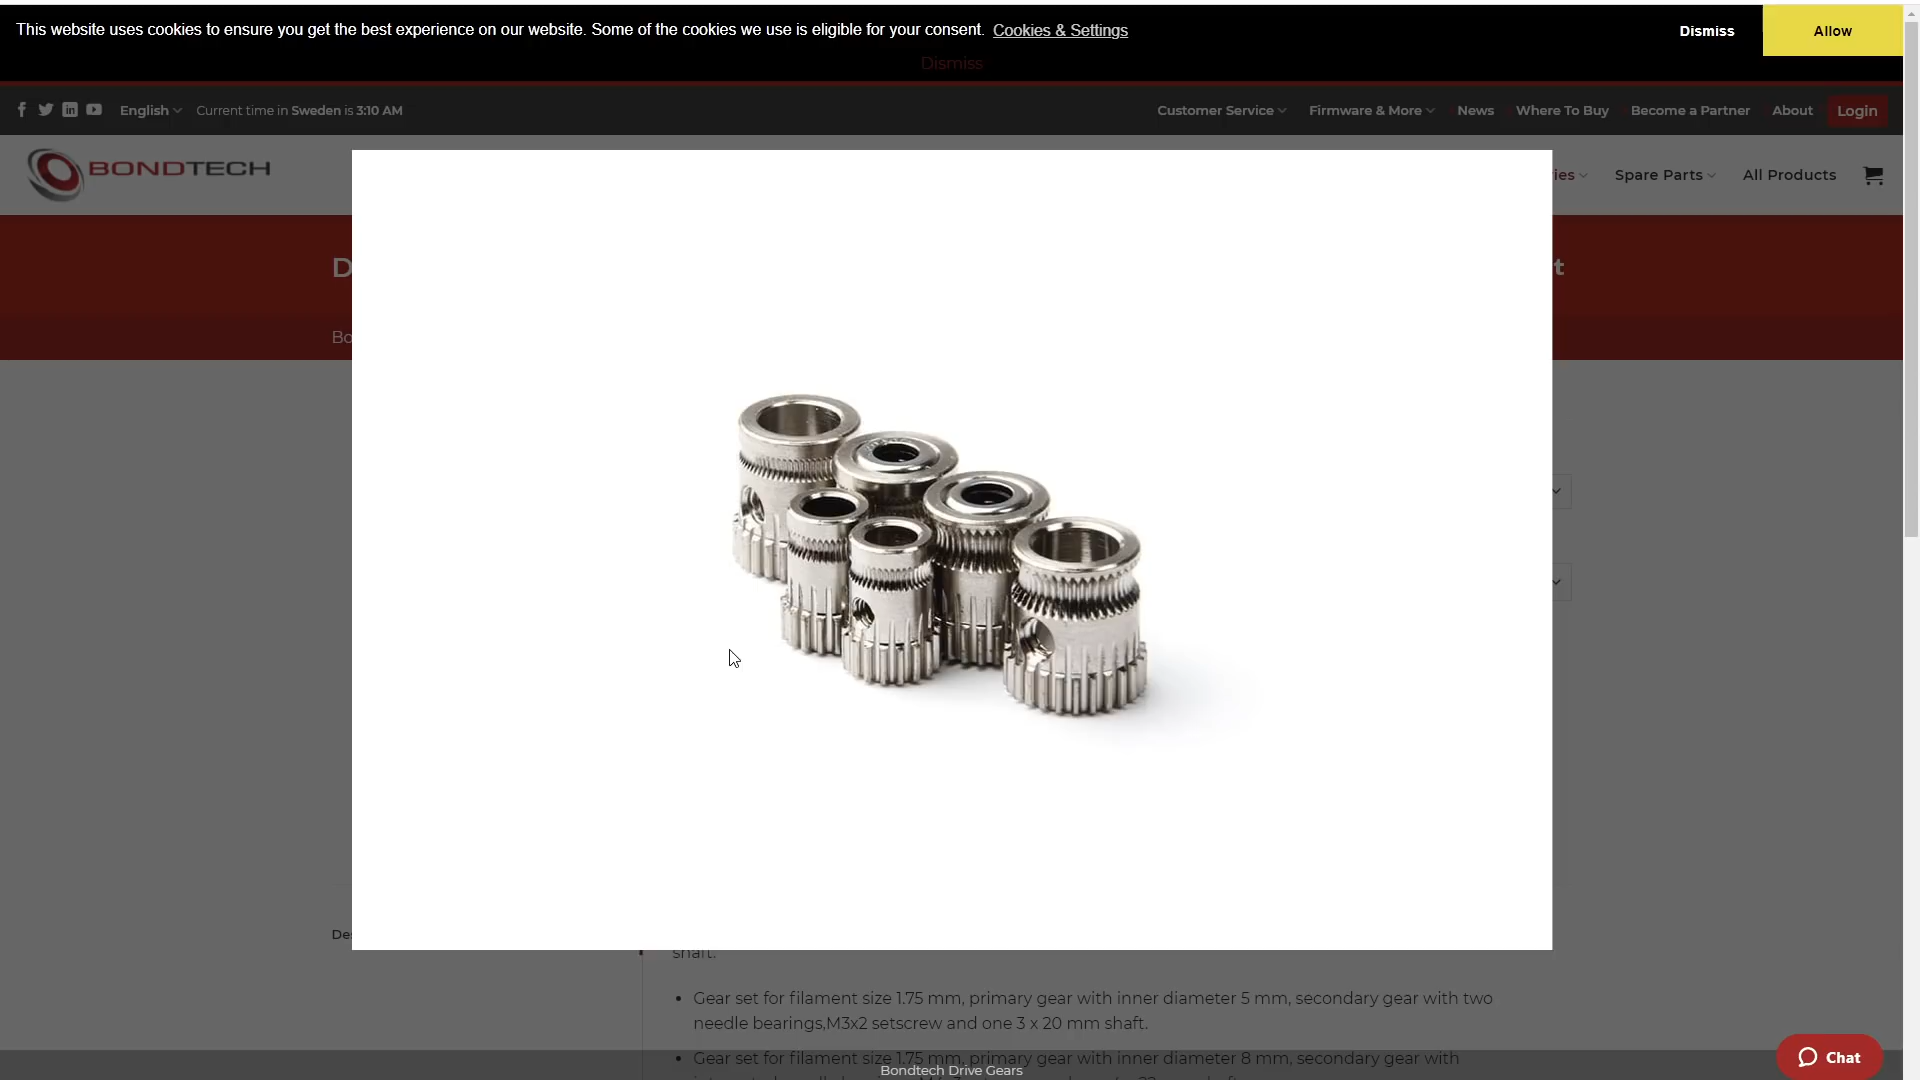 This website uses cookies to ensure you get the best experience on our website. Some of the cookies we use is eligible for your consent. Cookies & Settings
Dismiss
Allow
Dismiss
English
Current time in Sweden is 3:10 AM
Customer Service
Firmware & More
News
Where To Buy
Become a Partner
About
Login
BONDTECH
ies
Spare Parts
All Products
D
t
Bo
De
shaft.
• Gear set for filament size 1.75 mm, primary gear with inner diameter 5 mm, secondary gear with two
needle bearings,M3x2 setscrew and one 3 x 20 mm shaft.
• Gear set for filament size 1.75 mm, primary gear with inner diameter 8 mm, secondary gear with
Bondtech Drive Gears
Chat